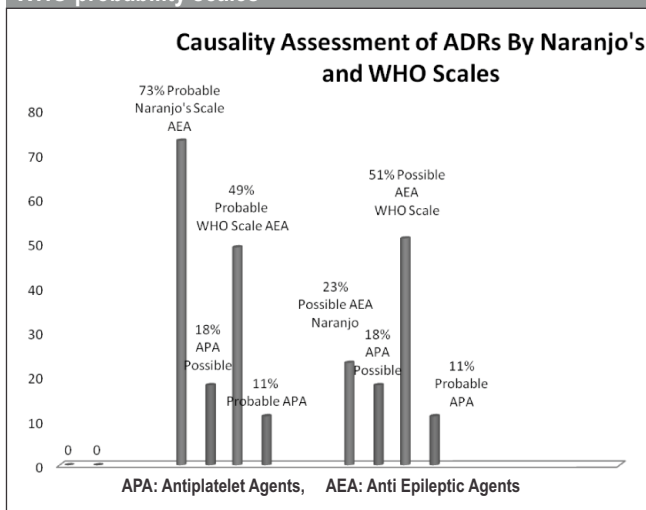 WHO probability scales
Causality Assessment of ADRs By Naranjo's
and WHO Scales
80
70
60
50
40
30
20
10
0
0 0
73% Probable
Naranjo's Scale
AEA
18%
APA
Possible
49%
Probable
WHO Scale AEA
11%
Probable APA
23%
Possible AEA
Naranjo
18%
APA
Possible
51% Possible
AEA
WHO Scale
11%
Probable
APA
APA: Antiplatelet Agents, AEA: Anti Epileptic Agents